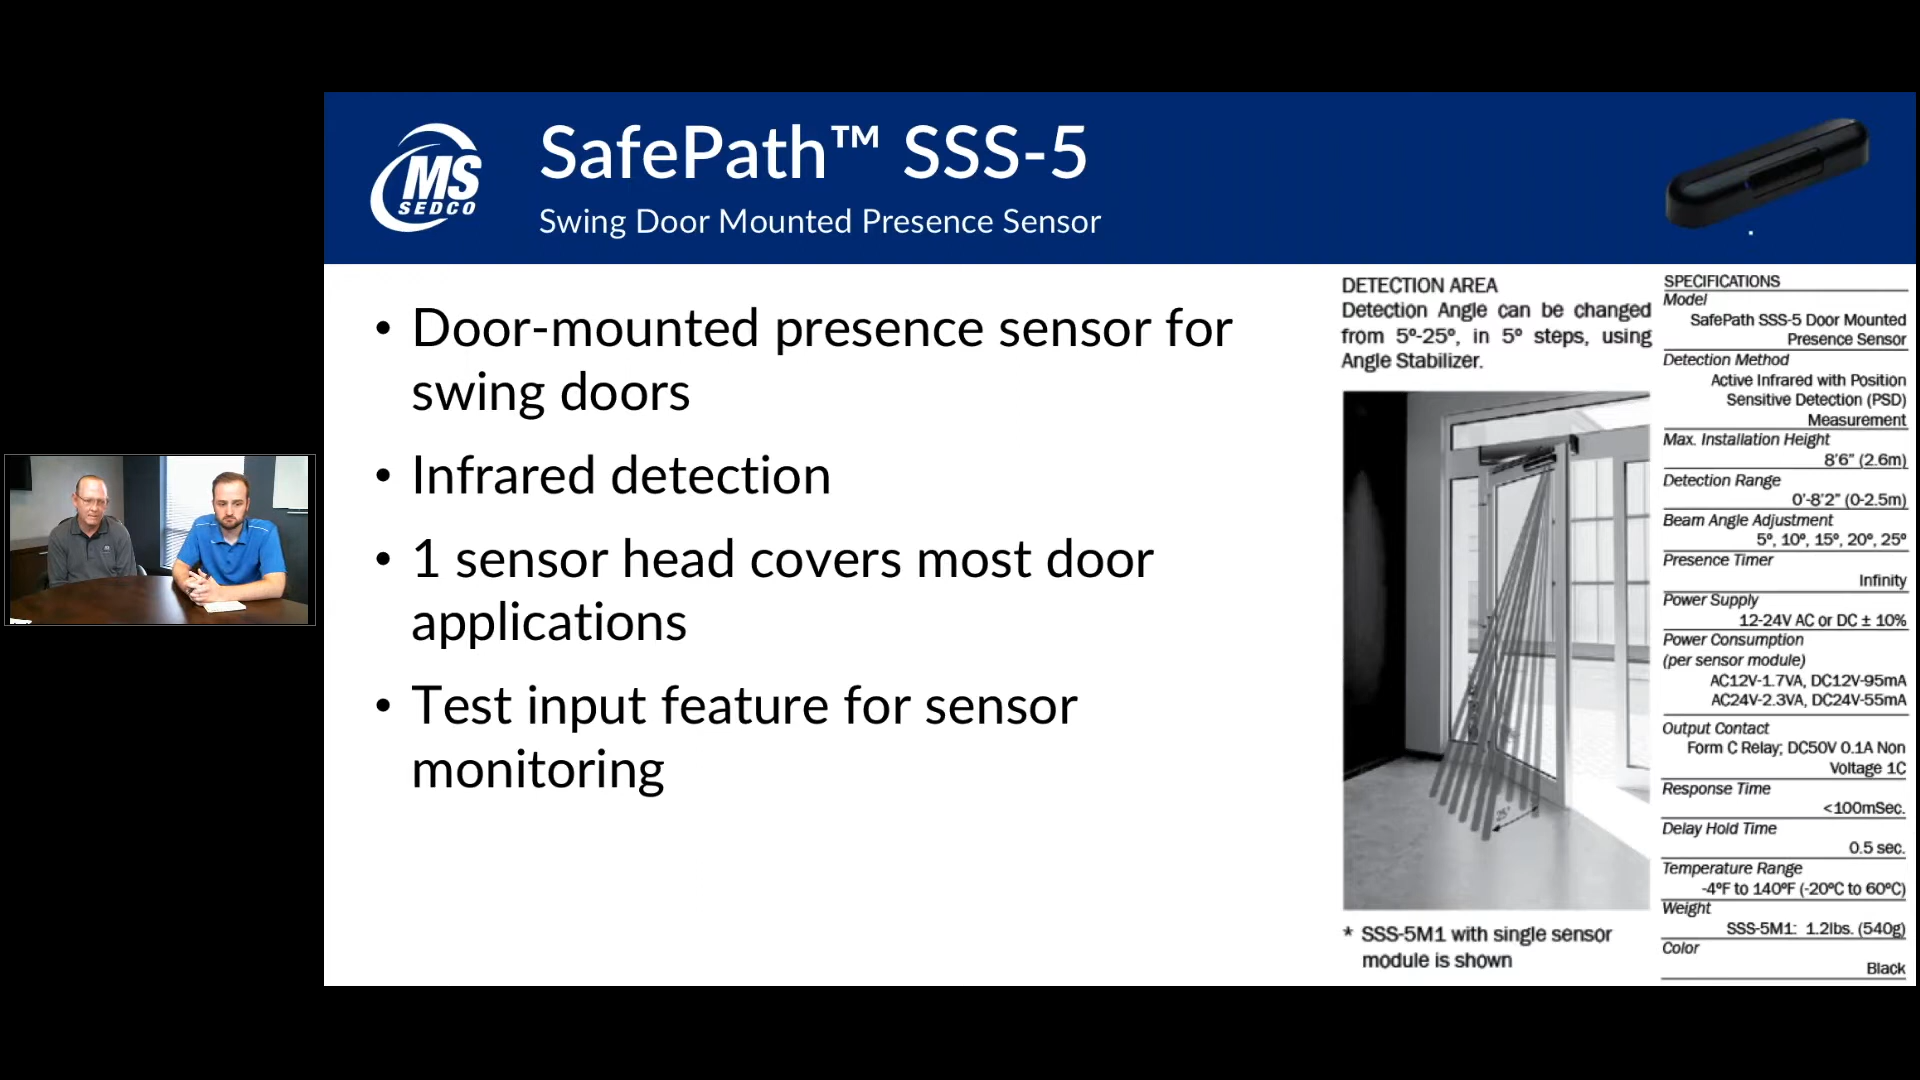 MS
SEDCO
SafePath™ SSS-5
Swing Door Mounted Presence Sensor
• Door-mounted presence sensor for
swing doors
• Infrared detection
• 1 sensor head covers most door
applications
• Test input feature for sensor
monitoring
DETECTION AREA
Detection Angle can be changed
from 5º-25º, in 5º steps, using
Angle Stabilizer.
25°
* SSS-5M1 with single sensor
module is shown
SPECIFICATIONS
Model
SafePath SSS-5 Door Mounted
Presence Sensor
Detection Method
Active Infrared with Position
Sensitive Detection (PSD)
Measurement
Max. Installation Height
8'6" (2.6m)
Detection Range
0'-8'2" (0-2.5m)
Beam Angle Adjustment
5º, 10º, 15º, 20º, 25º
Presence Timer
Infinity
Power Supply
12-24V AC or DC ± 10%
Power Consumption
(per sensor module)
AC12V-1.7VA, DC12V-95mA
AC24V-2.3VA, DC24V-55mA
Output Contact
Form C Relay; DC50V 0.1A Non
Voltage 1C
Response Time
<100mSec.
Delay Hold Time
0.5 sec.
Temperature Range
-4ºF to 140ºF (-20ºC to 60ºC)
Weight
SSS-5M1: 1.2lbs. (540g)
Color
Black